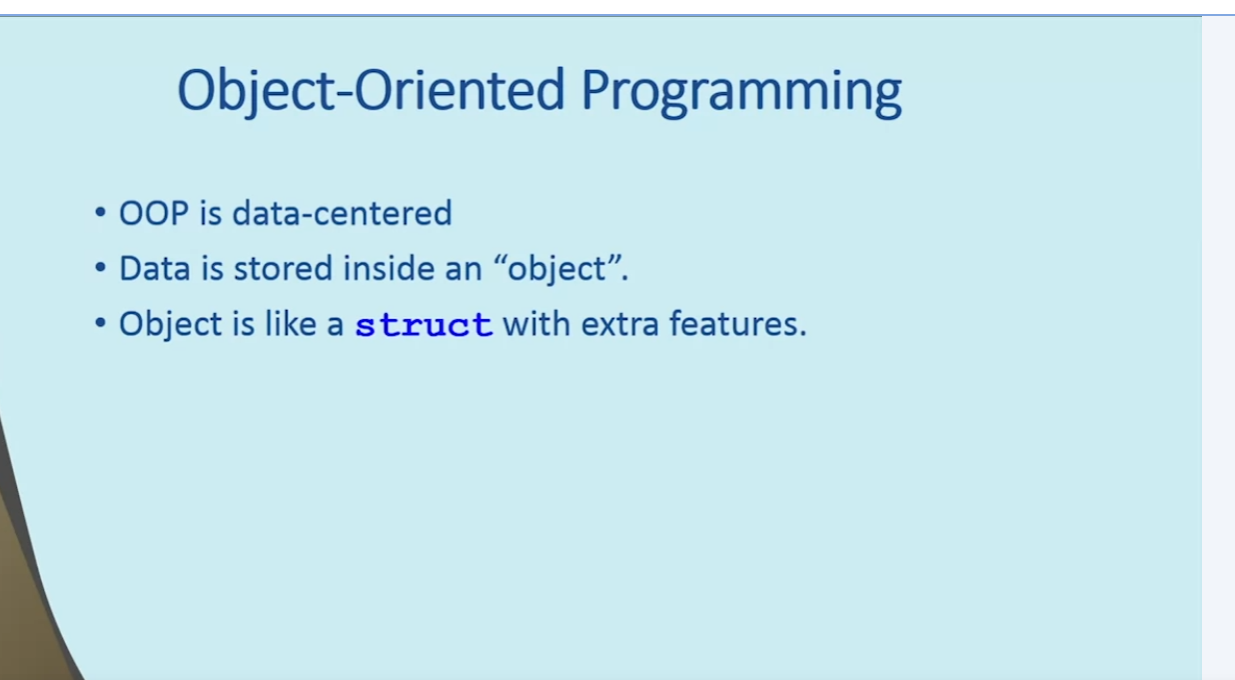 Object-Oriented Programming
• OOP is data-centered
• Data is stored inside an “object”.
• Object is like a struct with extra features.